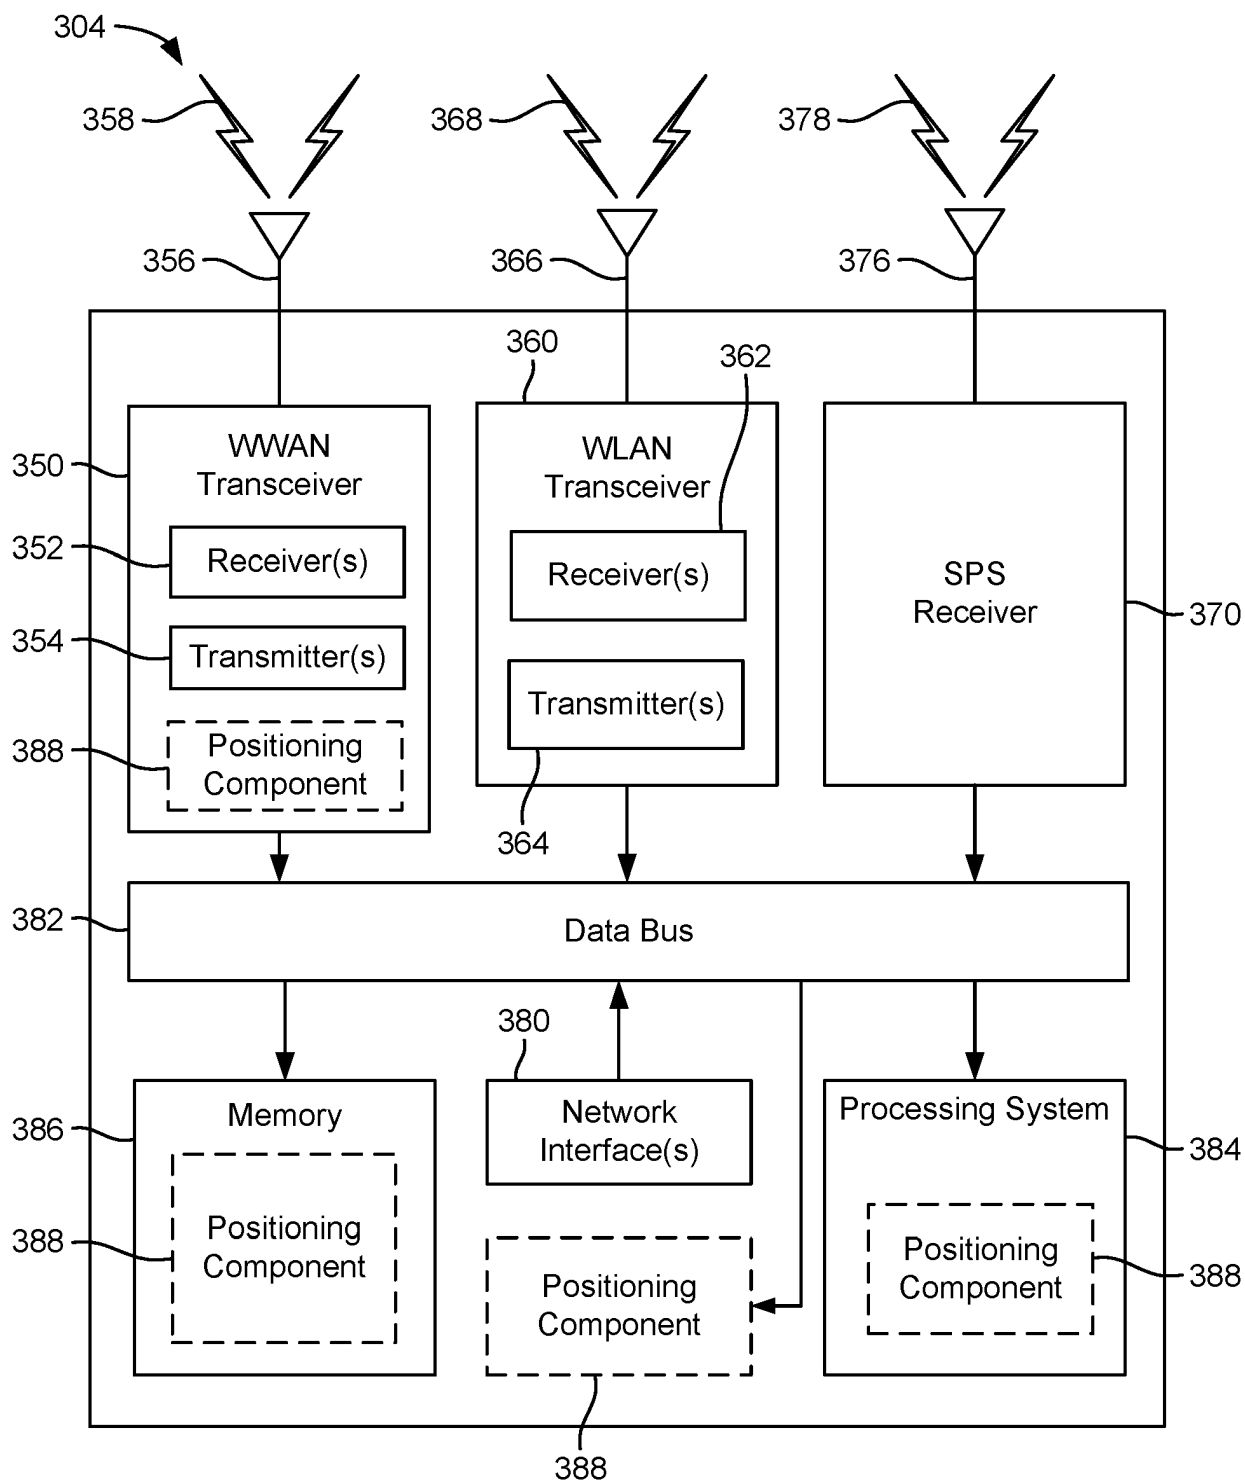 304
358
368
378
356
366
376
360
362
350
WWAN
Transceiver
WLAN
Transceiver
352
Receiver(s)
Receiver(s)
SPS
Receiver
370
354
Transmitter(s)
Transmitter(s)
388
Positioning
Component
364
382
Data Bus
380
386
Memory
Network
Interface(s)
Processing System
384
388
Positioning
Component
Positioning
Component
Positioning
Component
388
388